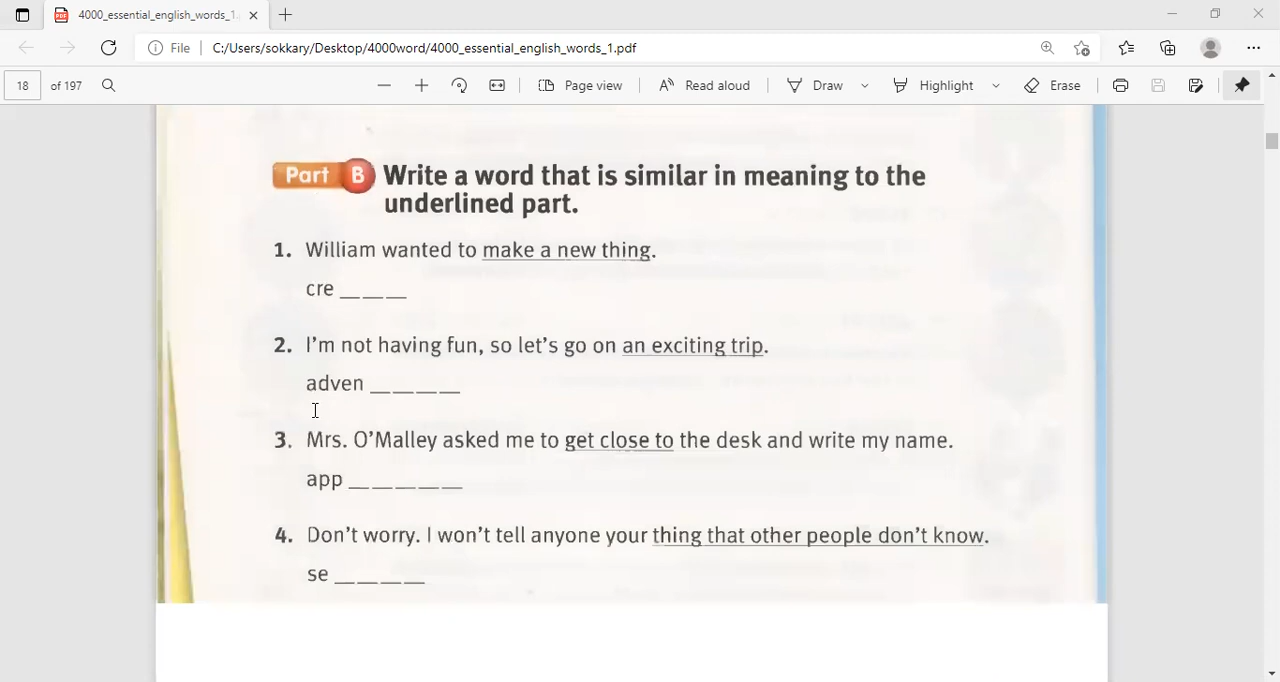 4000_essential_english_words_1.
File C:/Users/sokkary/Desktop/4000word/4000_essential_english_words_1.pdf
18 of 197 Page view Read aloud Draw Highlight Erase
Part B Write a word that is similar in meaning to the
underlined part.
1. William wanted to make a new thing.
cre _ _ _
2. I'm not having fun, so let's go on an exciting trip.
adven _ _ _ _
3. Mrs. O'Malley asked me to get close to the desk and write my name.
app _ _ _ _ _
4. Don't worry. I won't tell anyone your thing that other people don't know.
se _ _ _ _